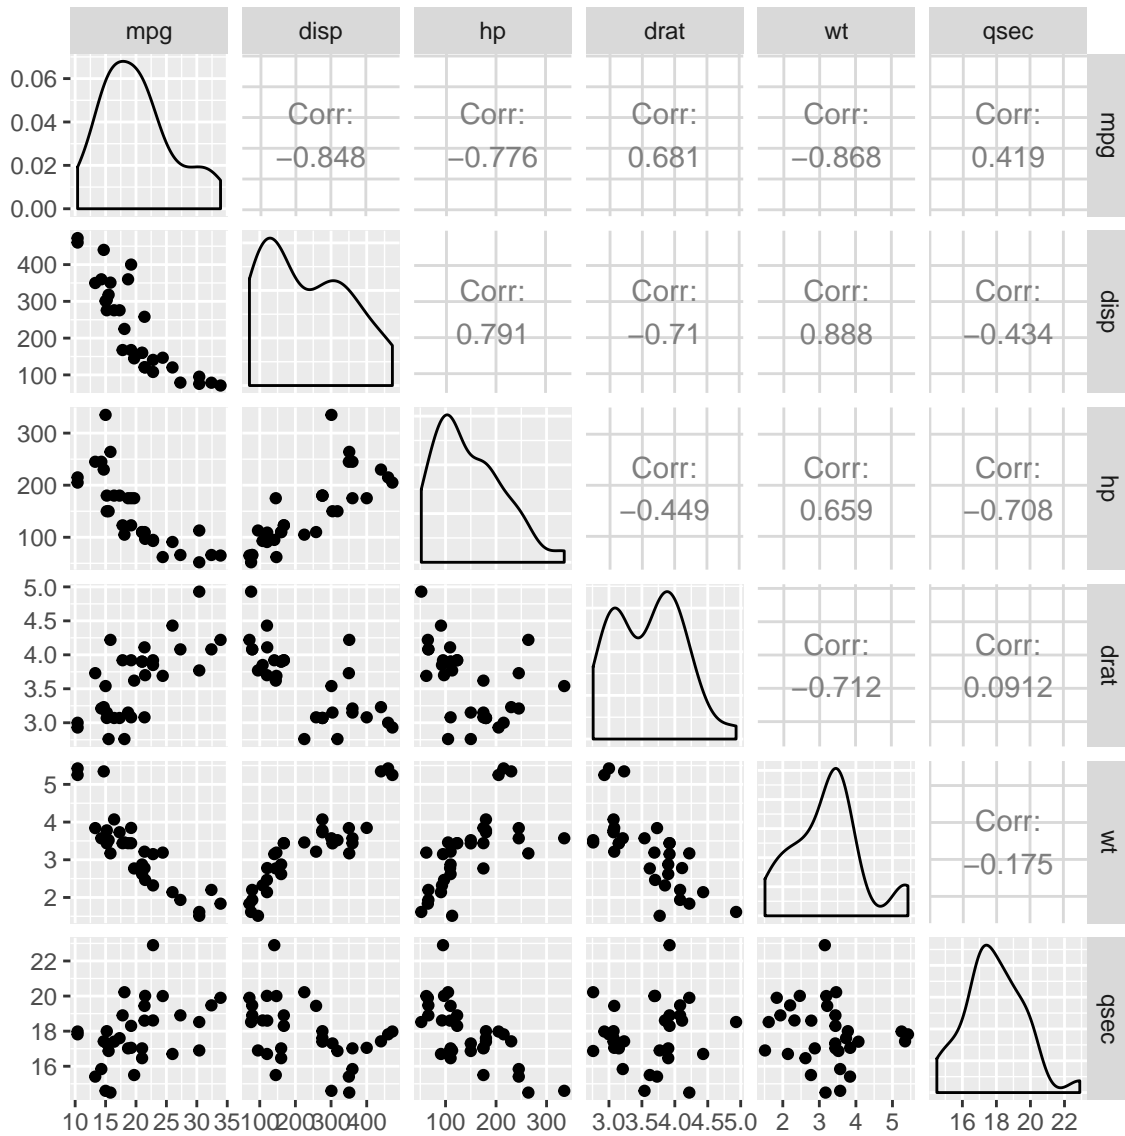 mpg disp hp drat wt qsec
0.06
0.04
0.02
0.00
Corr: Corr: Corr: Corr: Corr:
−0.848 −0.776 0.681 −0.868 0.419
mpg
400
300
200
100
Corr: Corr: Corr: Corr:
0.791 −0.71 0.888 −0.434
disp
300
200
100
Corr: Corr: Corr:
−0.449 0.659 −0.708
hp
5.0
4.5
4.0
3.5
3.0
Corr: Corr:
−0.712 0.0912
drat
5
4
3
2
Corr:
−0.175
wt
22
20
18
16
qsec
10 15 20 25 30 35 100 200 300 400 100 200 300 3.0 3.5 4.0 4.5 5.0 2 3 4 5 16 18 20 22